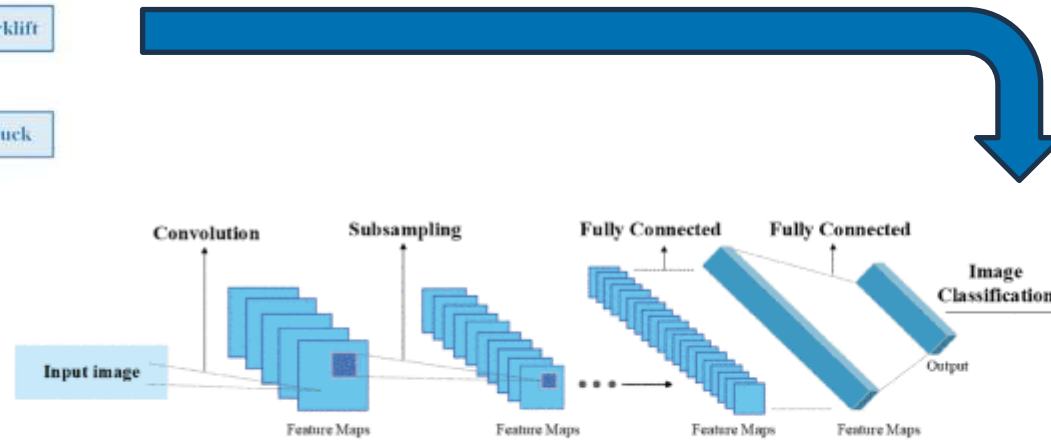 rklift
uck
Convolution
Subsampling
Fully Connected
Fully Connected
Image
Classification
Input image
Output
Feature Maps
Feature Maps
Feature Maps
Feature Maps